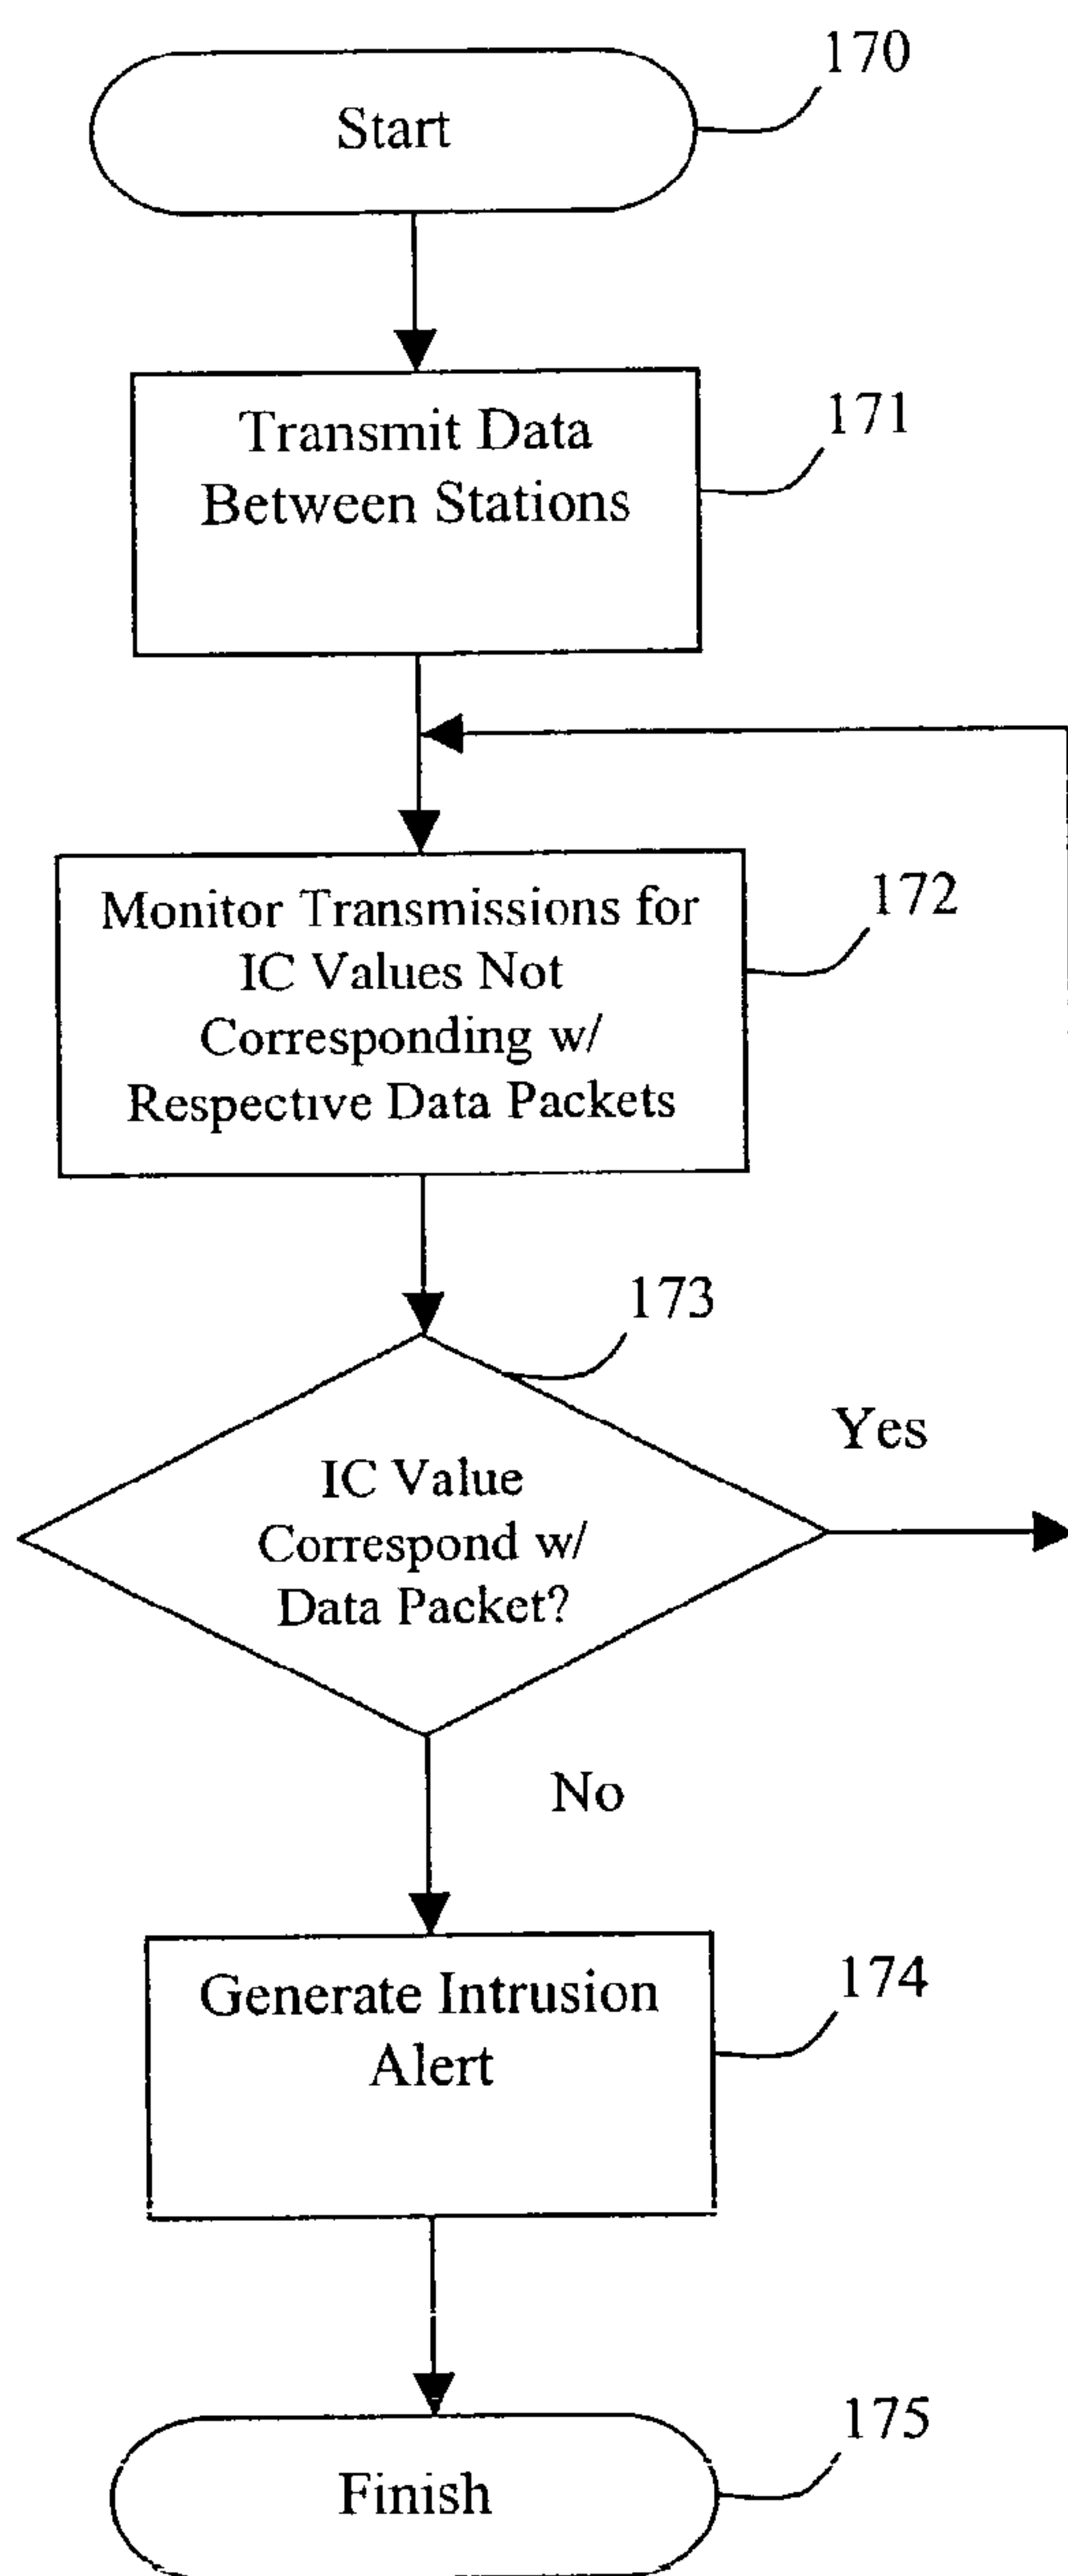 170
Start
171
Transmit Data
Between Stations
172
Monitor Transmissions for
IC Values Not
Corresponding w/
Respective Data Packets
173
Yes
IC Value
Correspond w/
Data Packet?
No
174
Generate Intrusion
Alert
175
Finish